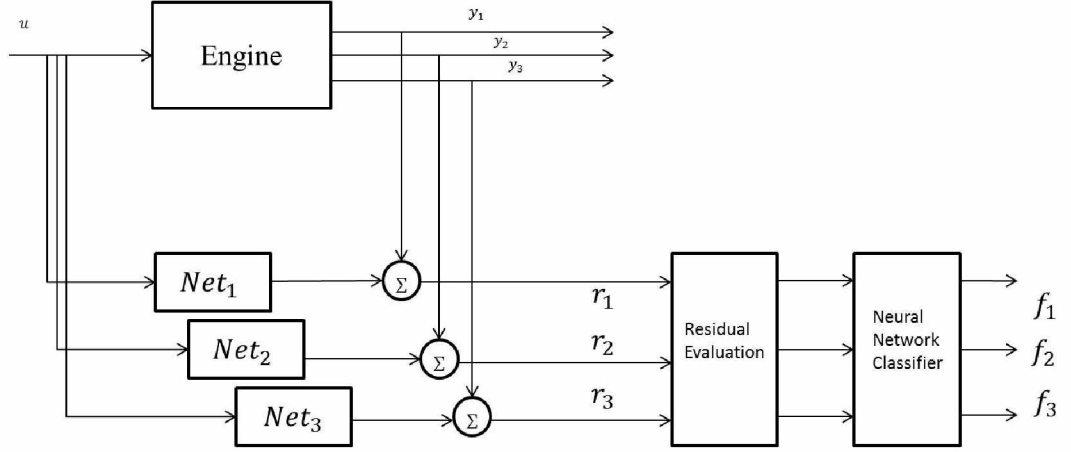 u
Engine
y₁
y₂
y₃
Net₁
Σ
r₁
Net₂
Σ
r₂
Net₃
Σ
r₃
Residual
Evaluation
Neural
Network
Classifier
f₁
f₂
f₃